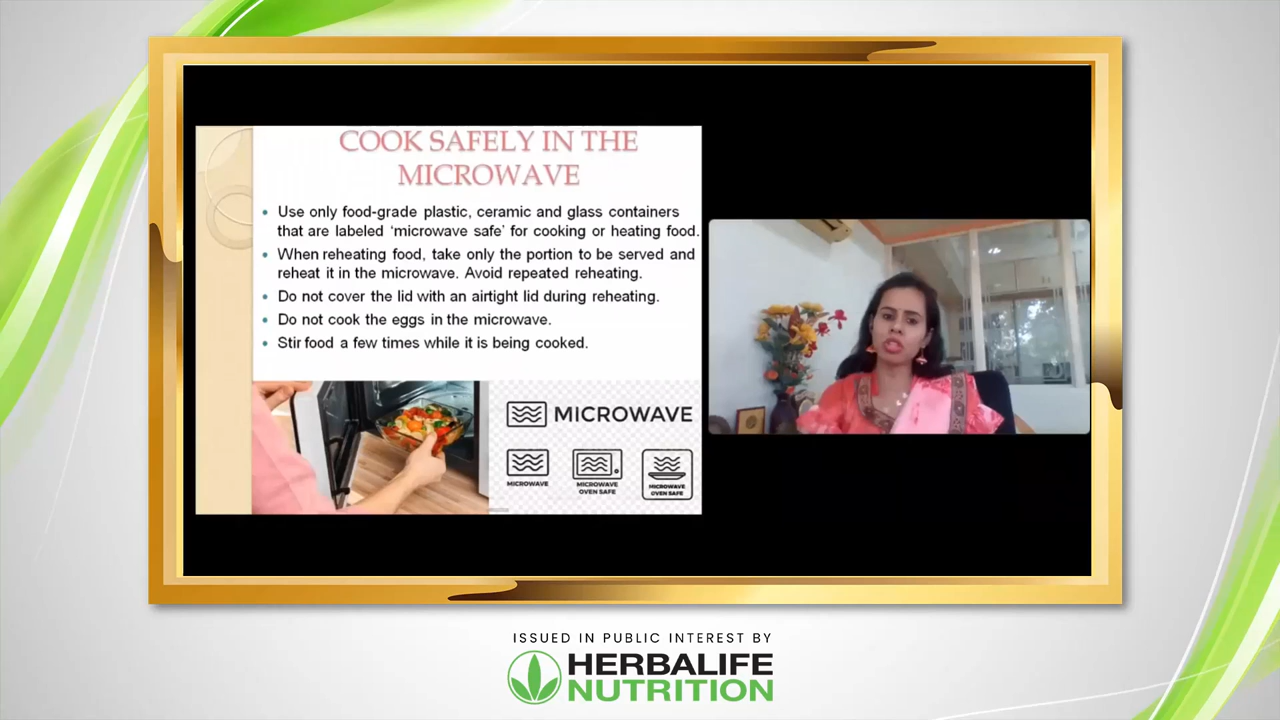 COOK SAFELY IN THE
MICROWAVE
• Use only food-grade plastic, ceramic and glass containers
that are labeled ‘microwave safe’ for cooking or heating food.
• When reheating food, take only the portion to be served and
reheat it in the microwave. Avoid repeated reheating.
• Do not cover the lid with an airtight lid during reheating.
• Do not cook the eggs in the microwave.
• Stir food a few times while it is being cooked.
MICROWAVE
MICROWAVE
MICROWAVE
OVEN SAFE
MICROWAVE
OVEN SAFE
ISSUED IN PUBLIC INTEREST BY
HERBALIFE
NUTRITION